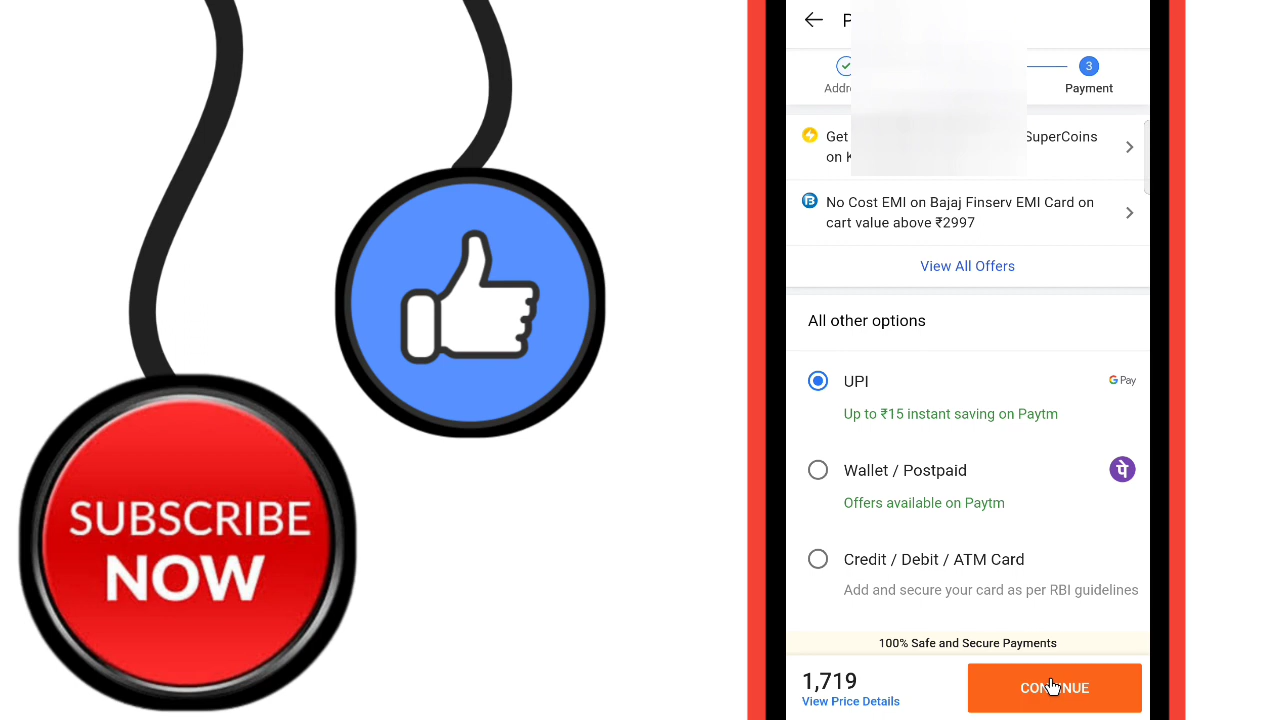 SUBSCRIBE
NOW
3
Payment
Get SuperCoins
on
No Cost EMI on Bajaj Finserv EMI Card on
cart value above ₹2997
View All Offers
All other options
UPI
G Pay
Up to ₹15 instant saving on Paytm
Wallet / Postpaid
पे
Offers available on Paytm
Credit / Debit / ATM Card
Add and secure your card as per RBI guidelines
100% Safe and Secure Payments
1,719
CONTINUE
View Price Details